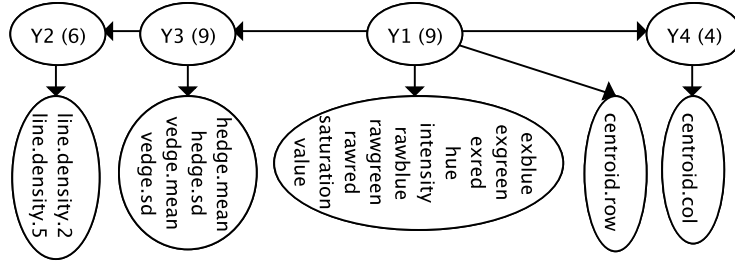 Y2 (6)
Y3 (9)
Y1 (9)
Y4 (4)
line.density.2
line.density.5
hedge.mean
hedge.sd
vedge.mean
vedge.sd
exblue
exgreen
exred
hue
intensity
rawblue
rawgreen
rawred
saturation
value
centroid.row
centroid.col